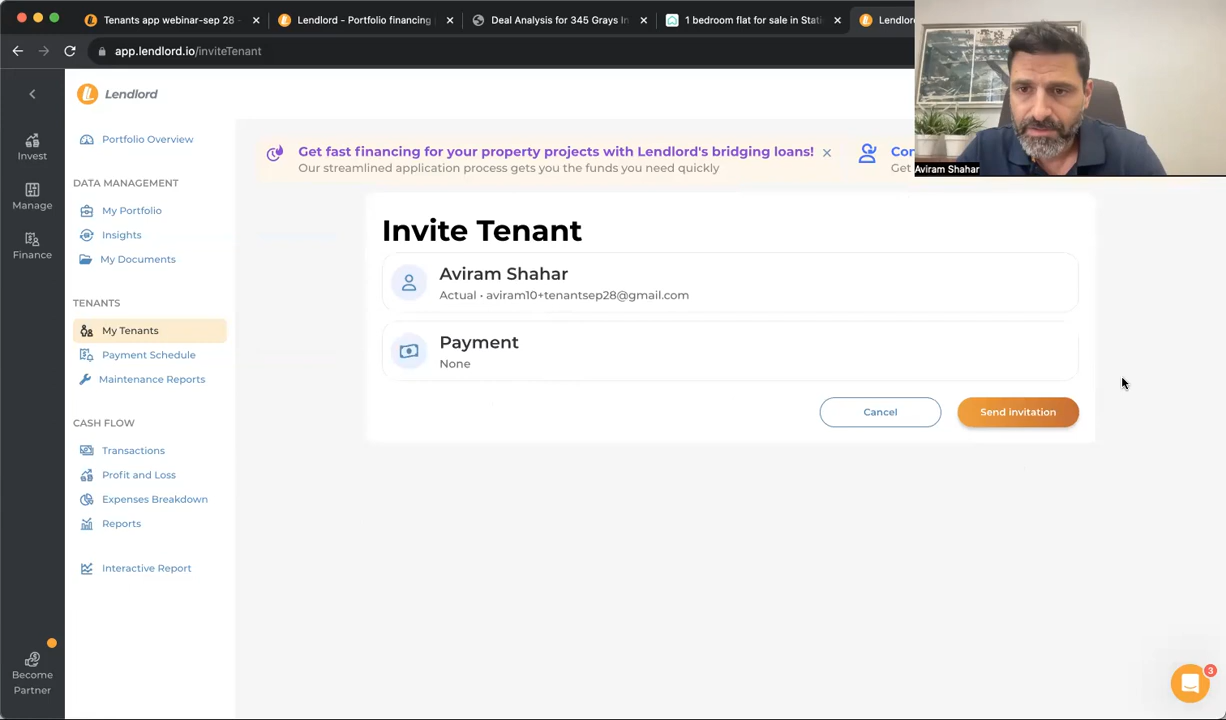 Tenants app webinar-sep 28 -
Lendlord - Portfolio financing
Deal Analysis for 345 Grays In
1 bedroom flat for sale in Stati
Lendlord
app.lendlord.io/inviteTenant
Aviram Shahar
Invest
Manage
Finance
Become
Partner
Lendlord
Portfolio Overview
DATA MANAGEMENT
My Portfolio
Insights
My Documents
TENANTS
My Tenants
Payment Schedule
Maintenance Reports
CASH FLOW
Transactions
Profit and Loss
Expenses Breakdown
Reports
Interactive Report
Get fast financing for your property projects with Lendlord's bridging loans!
Our streamlined application process gets you the funds you need quickly
Con
Get
Invite Tenant
Aviram Shahar
Actual • aviram10+tenantsep28@gmail.com
Payment
None
Cancel
Send invitation
3